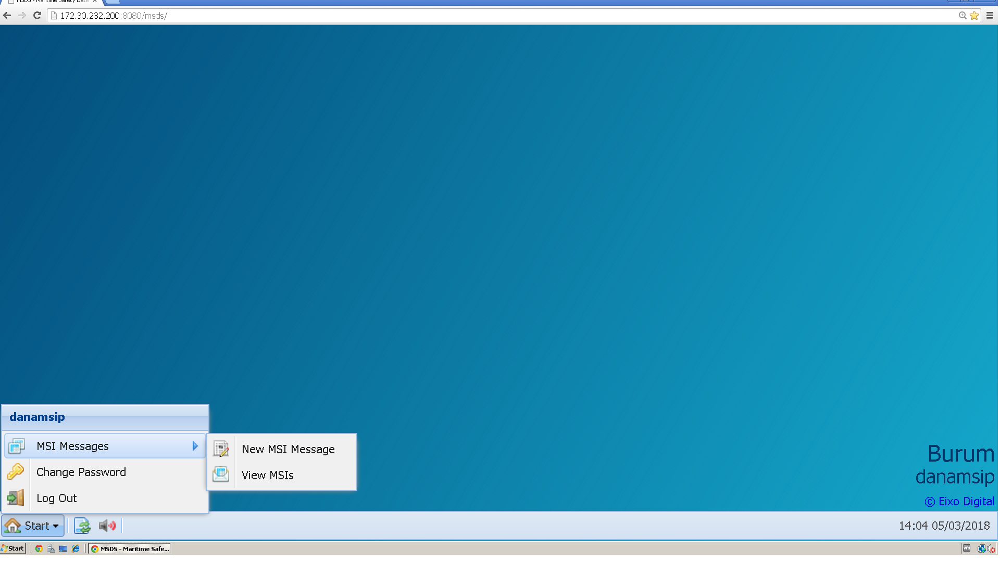 MSDS - Maritime Safety Data
172.30.232.200:8080/msds/
danamsip
MSI Messages
New MSI Message
Change Password
View MSIs
Log Out
Burum
danamsip
© Eixo Digital
Start
14:04 05/03/2018
Start
MSDS - Maritime Safe...
vm